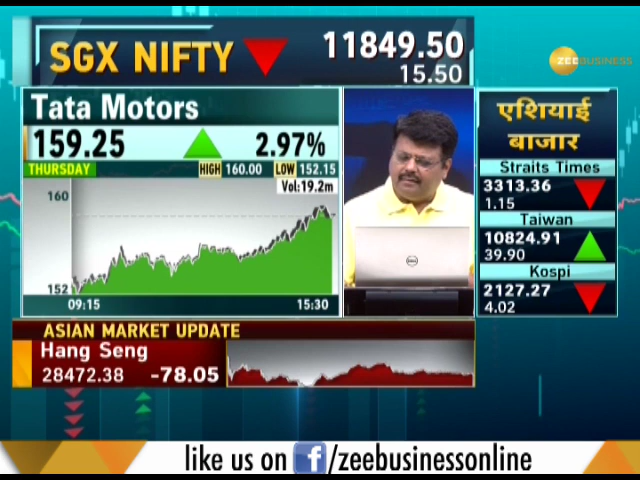 SGX NIFTY
11849.50
15.50
ZEE BUSINESS
Tata Motors
159.25
2.97%
THURSDAY
HIGH 160.00 LOW 152.15
Vol:19.2m
160
152
09:15
15:30
DELL
एशियाई
बाजार
Straits Times
3313.36
1.15
Taiwan
10824.91
39.90
Kospi
2127.27
4.02
ASIAN MARKET UPDATE
Hang Seng
28472.38 -78.05
like us on f/zeebusinessonline